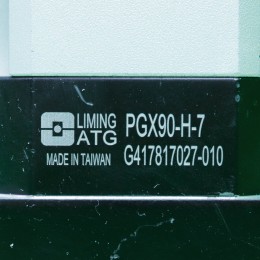 LIMING
ATG
MADE IN TAIWAN
PGX90-H-7
G417817027-010